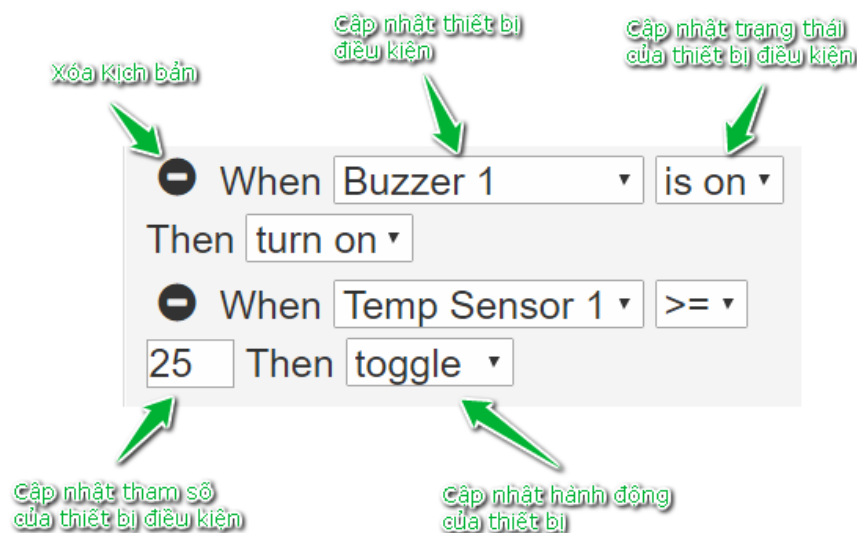 Cập nhật thiết bị
điều kiện
Cập nhật trạng thái
của thiết bị điều kiện
Xóa Kịch bản
When Buzzer 1 is on
Then turn on
When Temp Sensor 1 >=
25 Then toggle
Cập nhật tham số
của thiết bị điều kiện
Cập nhật hành động
của thiết bị